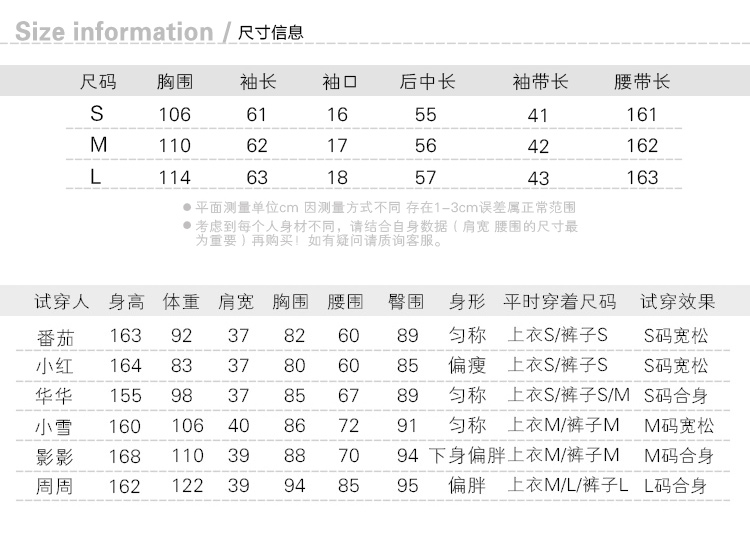 Size information / 尺寸信息
尺码 胸围 袖长 袖口 后中长 袖带长 腰带长
S 106 61 16 55 41 161
M 110 62 17 56 42 162
L 114 63 18 57 43 163
● 平面测量单位cm 因测量方式不同 存在1-3cm误差属正常范围
● 考虑到每个人身材不同，请结合自身数据（肩宽 腰围的尺寸最
为重要）再购买！如有疑问请质询客服。
试穿人 身高 体重 肩宽 胸围 腰围 臀围 身形 平时穿着尺码 试穿效果
番茄 163 92 37 82 60 89 匀称 上衣S/裤子S S码宽松
小红 164 83 37 80 60 85 偏瘦 上衣S/裤子S S码宽松
华华 155 98 37 85 67 89 匀称 上衣S/裤子S/M S码合身
小雪 160 106 40 86 72 91 匀称 上衣M/裤子M M码宽松
影影 168 110 39 88 70 94 下身偏胖 上衣M/裤子M M码合身
周周 162 122 39 94 85 95 偏胖 上衣M/L/裤子L L码合身